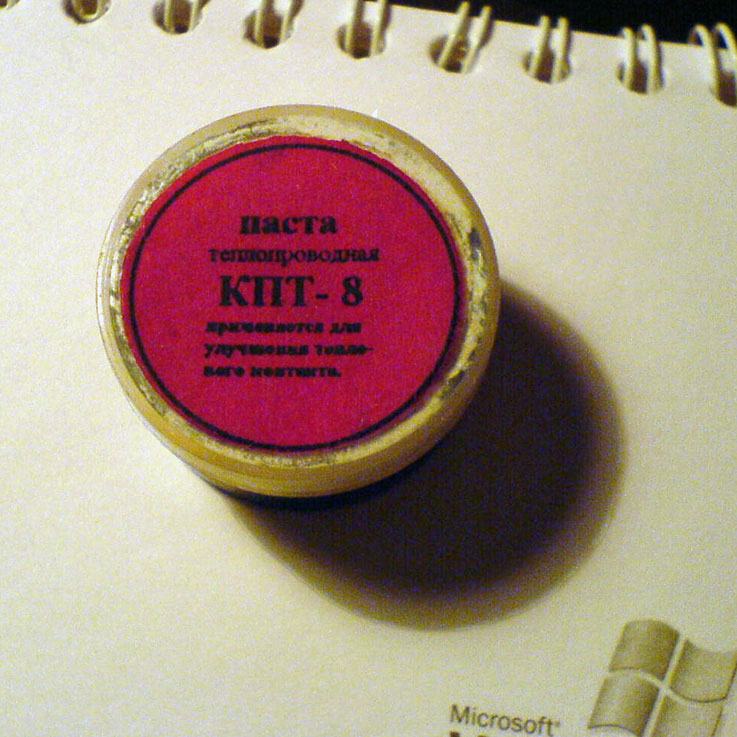 паста
теплопроводная
КПТ- 8
применяется для
улучшения тепло-
вого контакта.
Microsoft